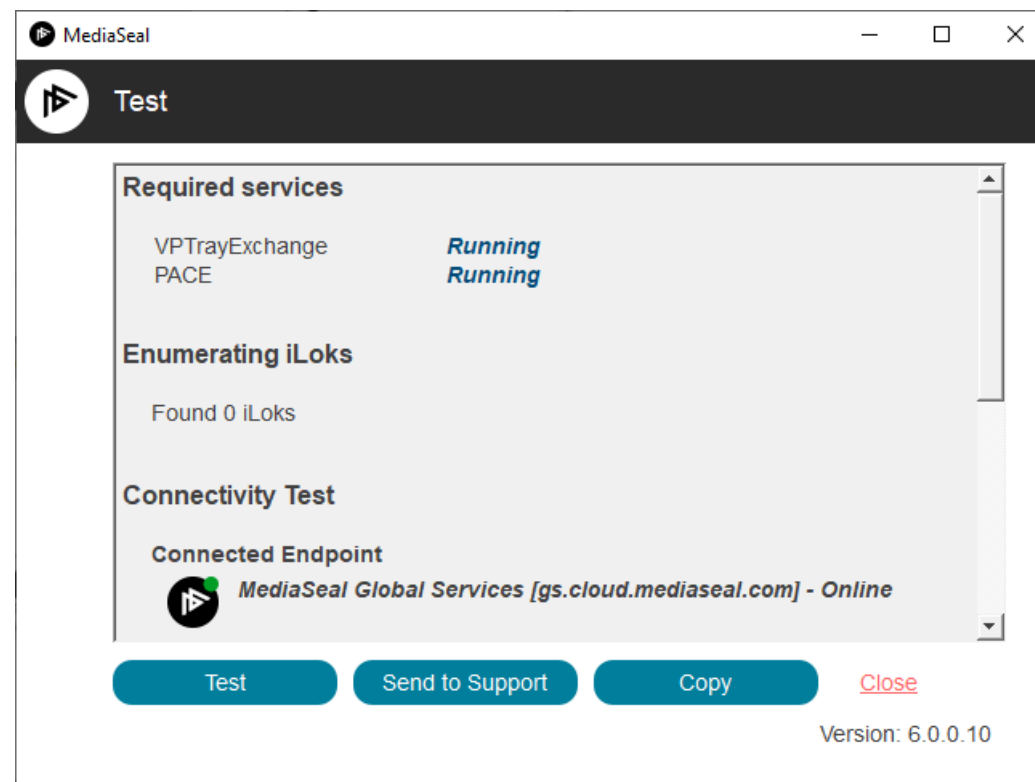 MediaSeal
Test
Required services
VPTrayExchange Running
PACE Running
Enumerating iLoks
Found 0 iLoks
Connectivity Test
Connected Endpoint
MediaSeal Global Services [gs.cloud.mediaseal.com] - Online
Test Send to Support Copy Close
Version: 6.0.0.10